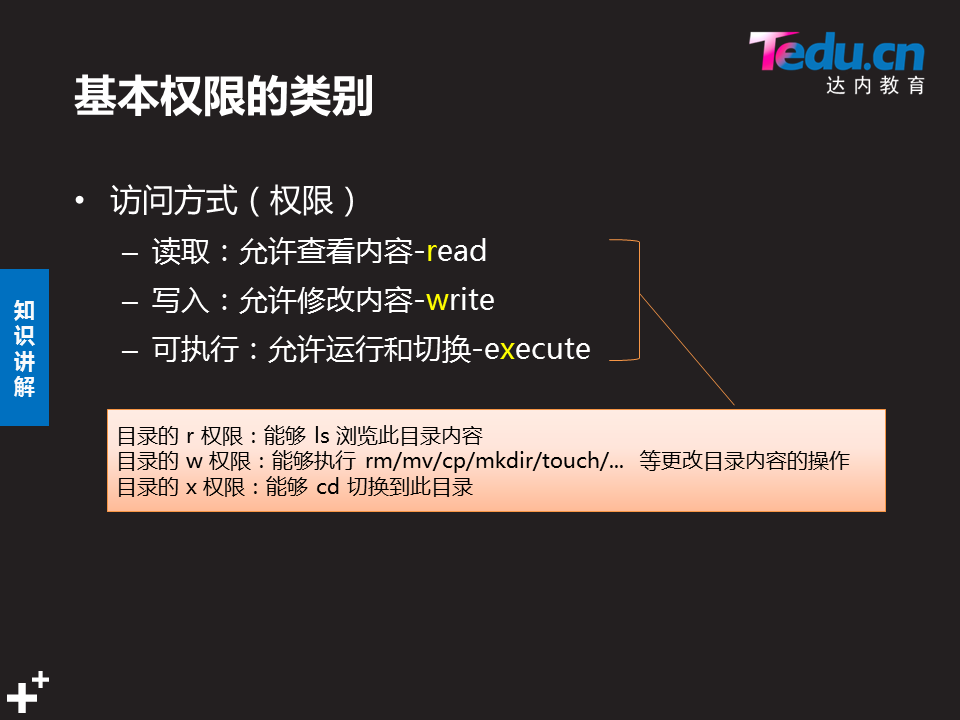 Tedu.cn
达内教育
基本权限的类别
• 访问方式（权限）
– 读取：允许查看内容-read
– 写入：允许修改内容-write
– 可执行：允许运行和切换-execute
知识讲解
目录的 r 权限：能够 ls 浏览此目录内容
目录的 w 权限：能够执行 rm/mv/cp/mkdir/touch/... 等更改目录内容的操作
目录的 x 权限：能够 cd 切换到此目录